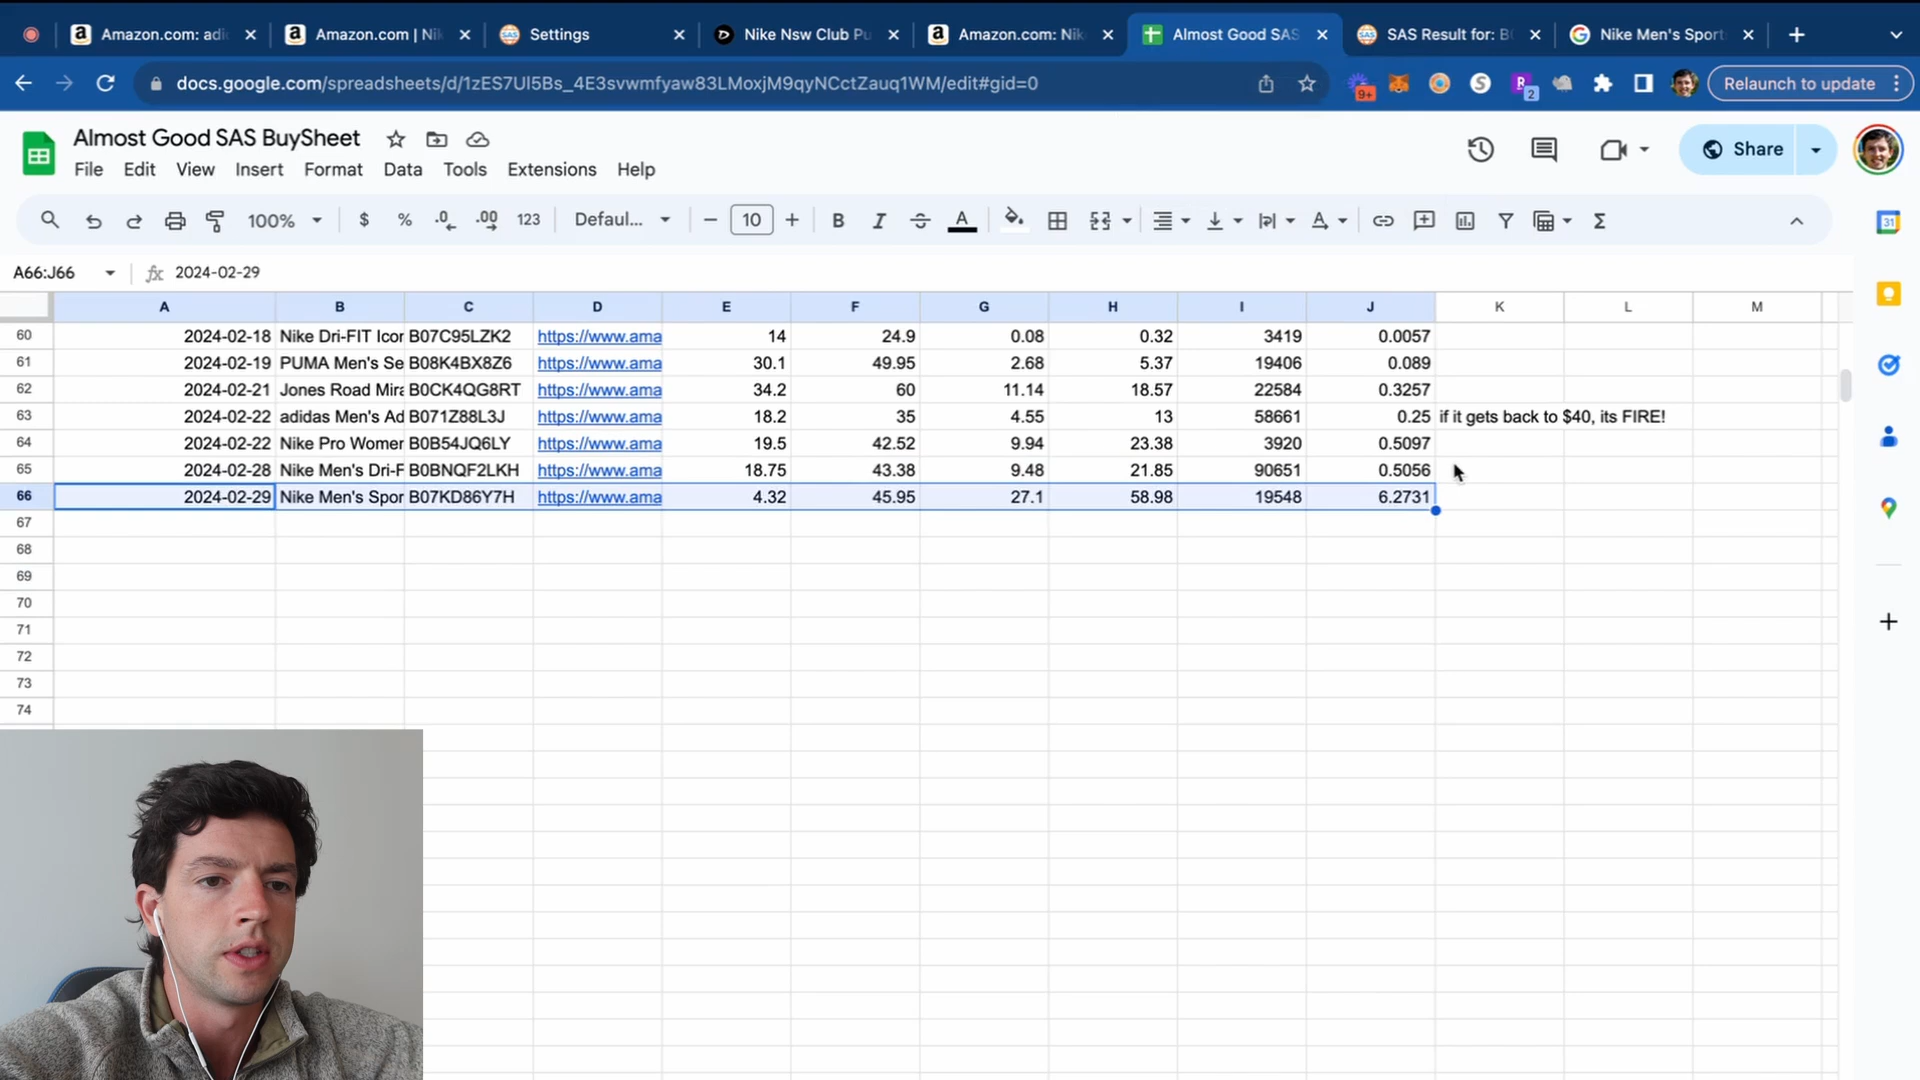 Amazon.com: adi
Amazon.com | Nik
Settings
Nike Nsw Club Pu
Amazon.com: Nik
Almost Good SAS
SAS Result for: B0
Nike Men's Sport
docs.google.com/spreadsheets/d/1zES7Ul5Bs_4E3svwmfyaw83LMoxjM9qyNCctZauq1WM/edit#gid=0
9+
2
Relaunch to update
Almost Good SAS BuySheet
File Edit View Insert Format Data Tools Extensions Help
Share
100% $ % .0 .00 123 Defaul... 10 B I S A Σ
31
A66:J66 fx 2024-02-29
A B C D E F G H I J K L M
60 2024-02-18 Nike Dri-FIT Icor B07C95LZK2 https://www.ama 14 24.9 0.08 0.32 3419 0.0057
61 2024-02-19 PUMA Men's Se B08K4BX8Z6 https://www.ama 30.1 49.95 2.68 5.37 19406 0.089
62 2024-02-21 Jones Road Mira B0CK4QG8RT https://www.ama 34.2 60 11.14 18.57 22584 0.3257
63 2024-02-22 adidas Men's Ad B071Z88L3J https://www.ama 18.2 35 4.55 13 58661 0.25 if it gets back to $40, its FIRE!
64 2024-02-22 Nike Pro Womer B0B54JQ6LY https://www.ama 19.5 42.52 9.94 23.38 3920 0.5097
65 2024-02-28 Nike Men's Dri-F B0BNQF2LKH https://www.ama 18.75 43.38 9.48 21.85 90651 0.5056
66 2024-02-29 Nike Men's Spor B07KD86Y7H https://www.ama 4.32 45.95 27.1 58.98 19548 6.2731
67
68
69
70
71
72
73
74